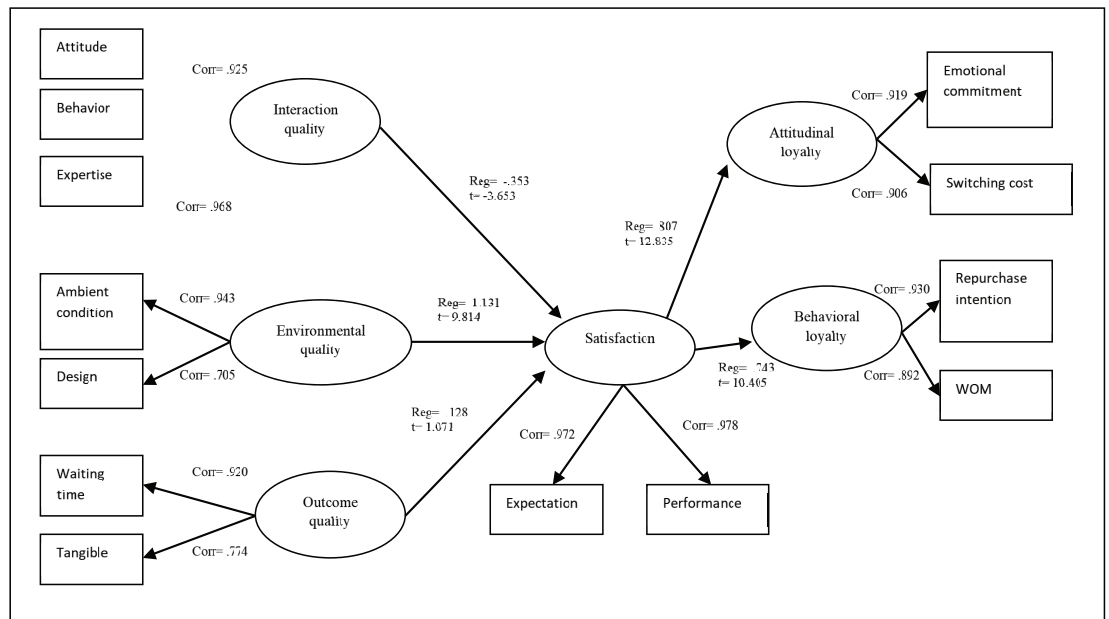 Attitude
Corr= .925
Behavior
Interaction
quality
Expertise
Corr= .968
Reg= -.353
t= -3.653
Emotional
commitment
Corr= .919
Attitudinal
loyalty
Switching cost
Corr= .906
Reg= .807
t= 12.835
Ambient
condition
Corr= .943
Environmental
quality
Design
Corr= .705
Reg= 1.131
t= 9.814
Satisfaction
Repurchase
intention
Corr= .930
Behavioral
loyalty
Corr= .892
WOM
Reg= .743
t= 10.405
Reg= .128
t= 1.071
Corr= .972
Corr= .978
Waiting
time
Corr= .920
Outcome
quality
Tangible
Corr= .774
Expectation
Performance